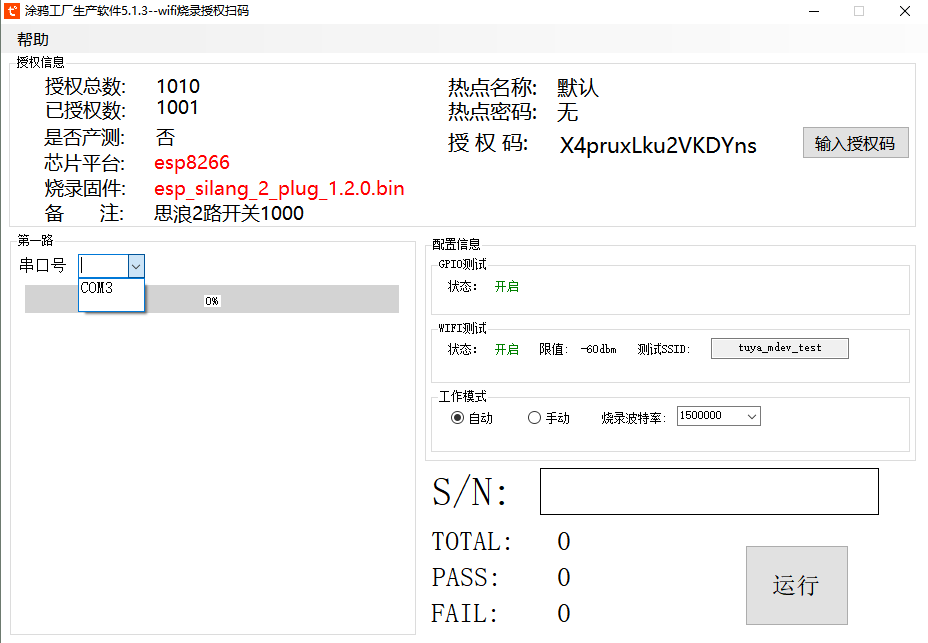 涂鸦工厂生产软件5.1.3--wifi烧录授权扫码
帮助
授权信息
授权总数: 1010
已授权数: 1001
是否产测: 否
芯片平台: esp8266
烧录固件: esp_silang_2_plug_1.2.0.bin
备 注: 思浪2路开关1000
热点名称: 默认
热点密码: 无
授 权 码: X4pruxLku2VKDYns
输入授权码
第一路
串口号
COM3
0%
配置信息
GPIO测试
状态: 开启
WIFI测试
状态: 开启 限值: -60dbm 测试SSID: tuya_mdev_test
工作模式
自动 手动 烧录波特率: 1500000
S/N:
TOTAL: 0
PASS: 0
FAIL: 0
运行